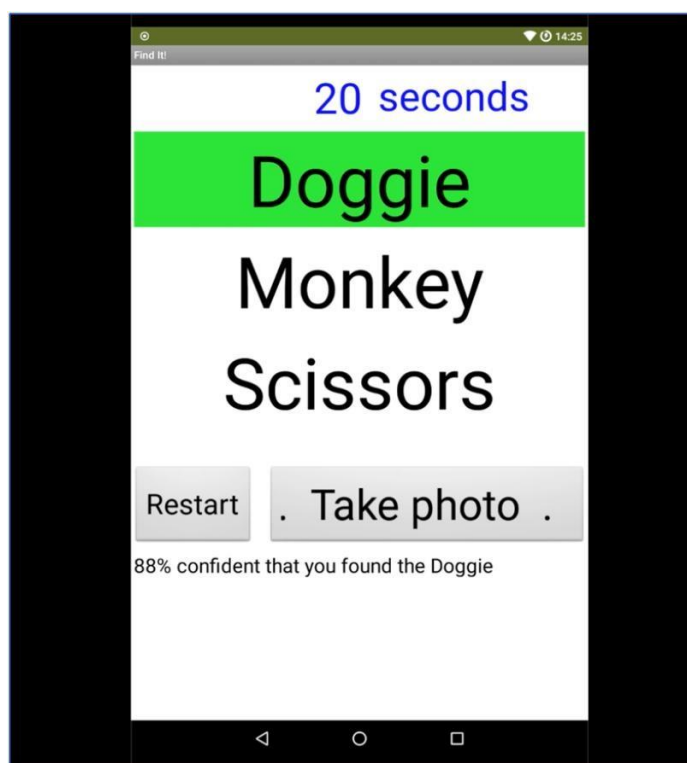 14:25
Find It!
20 seconds
Doggie
Monkey
Scissors
Restart . Take photo .
88% confident that you found the Doggie